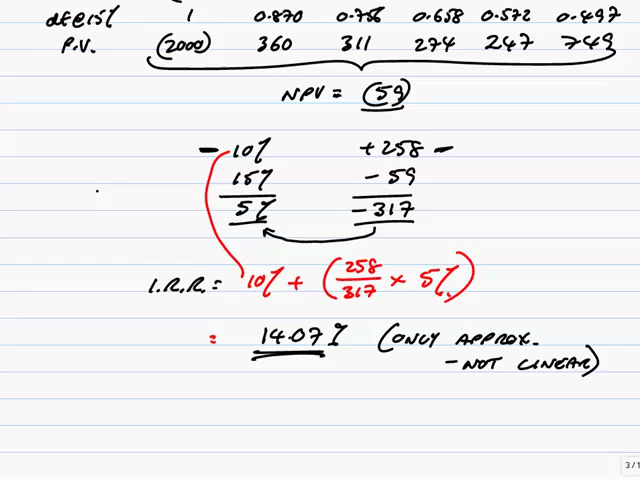 df@15% 1 0.870 0.756 0.658 0.572 0.497
P.V. (2000) 360 311 274 247 749
NPV = (59)
10% +258
15% - 59
5% - 317
I.R.R. = 10% + (258/317 × 5%)
= 14.07% (ONLY APPROX.
- NOT LINEAR)
3/1